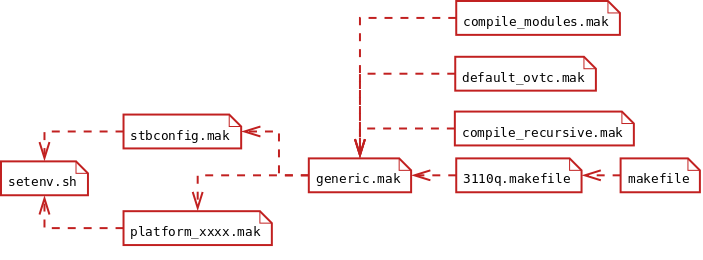 compile_modules.mak
default_ovtc.mak
compile_recursive.mak
stbconfig.mak
setenv.sh
generic.mak
3110q.makefile
makefile
platform_xxxx.mak